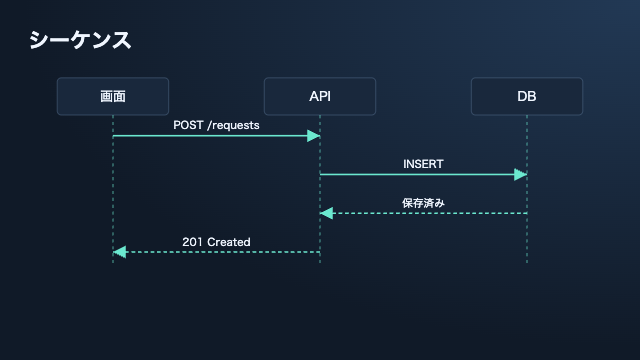 シーケンス
画面
API
DB
POST /requests
INSERT
保存済み
201 Created